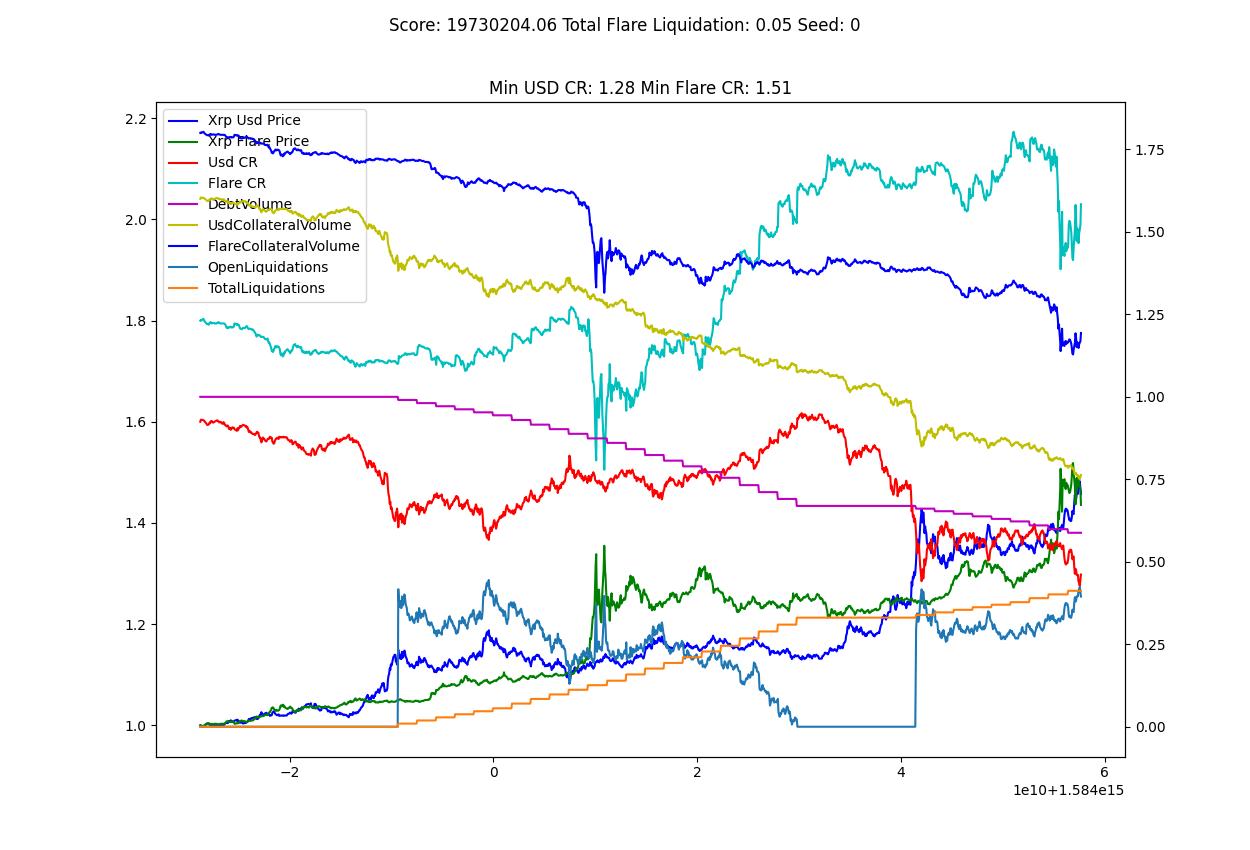 Score: 19730204.06 Total Flare Liquidation: 0.05 Seed: 0
Min USD CR: 1.28 Min Flare CR: 1.51
Xrp Usd Price
Xrp Flare Price
Usd CR
Flare CR
DebtVolume
UsdCollateralVolume
FlareCollateralVolume
OpenLiquidations
TotalLiquidations
2.2
2.0
1.8
1.6
1.4
1.2
1.0
1.75
1.50
1.25
1.00
0.75
0.50
0.25
0.00
−2
0
2
4
6
1e10+1.584e15